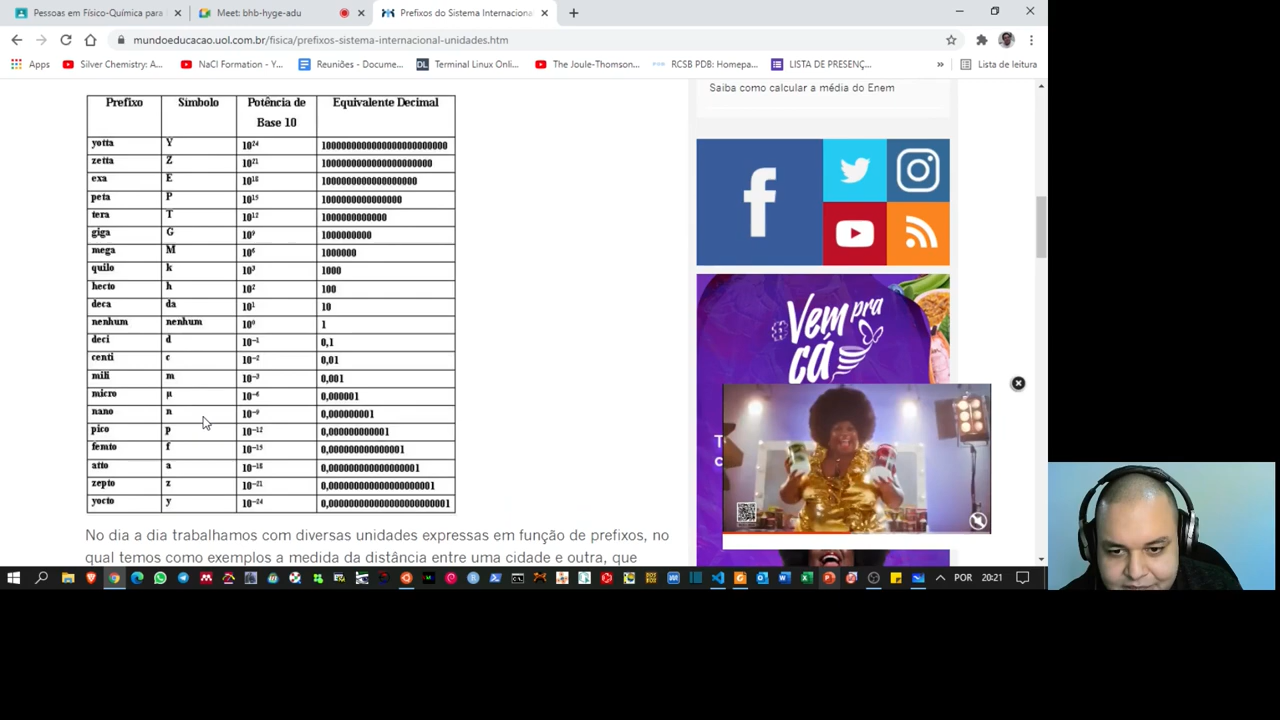 Pessoas em Físico-Química para
Meet: bhb-hyge-adu
Prefixos do Sistema Internaciona
mundoeducacao.uol.com.br/fisica/prefixos-sistema-internacional-unidades.htm
Apps
Silver Chemistry: A...
NaCl Formation - Y...
Reuniões - Docume...
Terminal Linux Onli...
The Joule-Thomson...
RCSB PDB: Homepa...
LISTA DE PRESENÇ...
»
Lista de leitura
Saiba como calcular a média do Enem
Prefixo Simbolo Potência de Base 10 Equivalente Decimal
yotta Y 10²⁴ 1000000000000000000000000
zetta Z 10²¹ 1000000000000000000000
exa E 10¹⁸ 1000000000000000000
peta P 10¹⁵ 1000000000000000
tera T 10¹² 1000000000000
giga G 10⁹ 1000000000
mega M 10⁶ 1000000
quilo k 10³ 1000
hecto h 10² 100
deca da 10¹ 10
nenhum nenhum 10⁰ 1
deci d 10⁻¹ 0,1
centi c 10⁻² 0,01
mili m 10⁻³ 0,001
micro µ 10⁻⁶ 0,000001
nano n 10⁻⁹ 0,000000001
pico p 10⁻¹² 0,000000000001
femto f 10⁻¹⁵ 0,000000000000001
atto a 10⁻¹⁸ 0,000000000000000001
zepto z 10⁻²¹ 0,000000000000000000001
yocto y 10⁻²⁴ 0,000000000000000000000001
#Vem pra
cá
No dia a dia trabalhamos com diversas unidades expressas em função de prefixos, no
qual temos como exemplos a medida da distância entre uma cidade e outra, que
POR
20:21